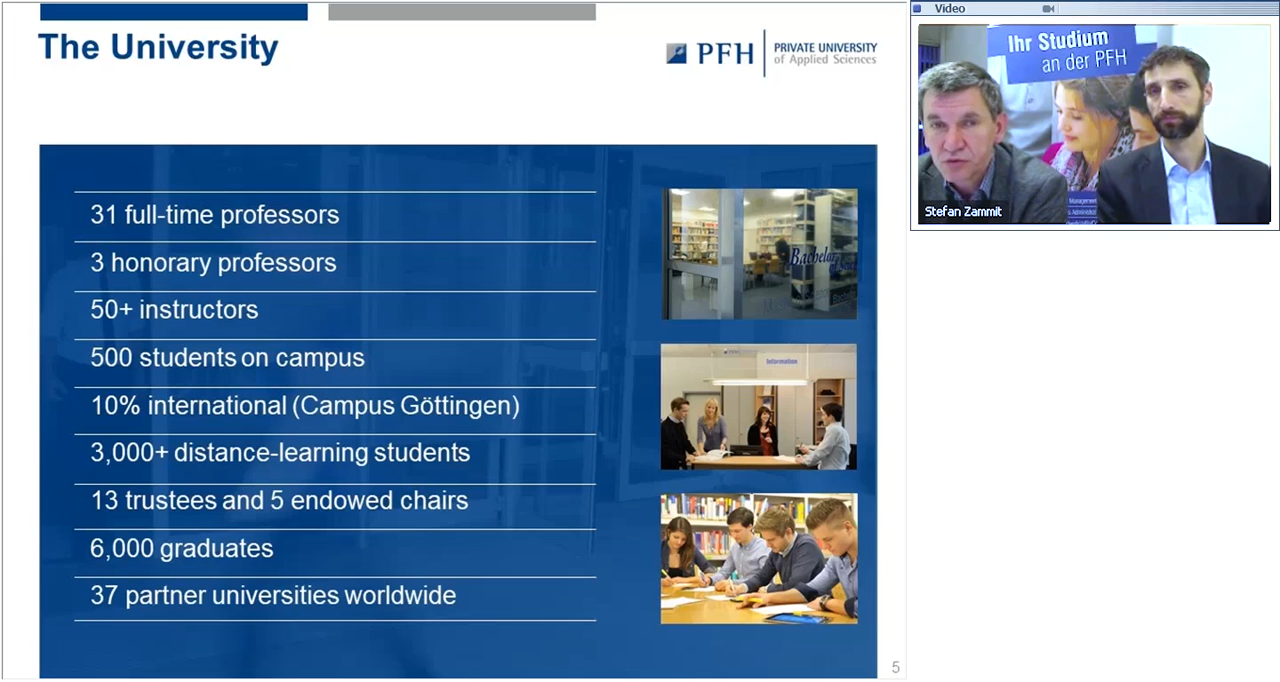 The University
PFH
PRIVATE UNIVERSITY
of Applied Sciences
31 full-time professors
3 honorary professors
50+ instructors
500 students on campus
10% international (Campus Göttingen)
3,000+ distance-learning students
13 trustees and 5 endowed chairs
6,000 graduates
37 partner universities worldwide
Bachelor
Information
5
Video
Ihr Studium
an der PFH
Management
Stefan Zammit